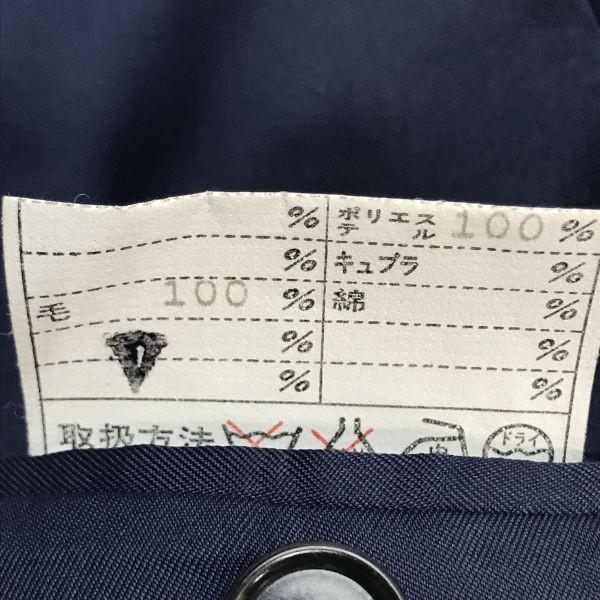 % ポリエステル 100 %
% キュプラ %
毛 100 % 綿 %
% %
% %
取扱方法 中 ドライ